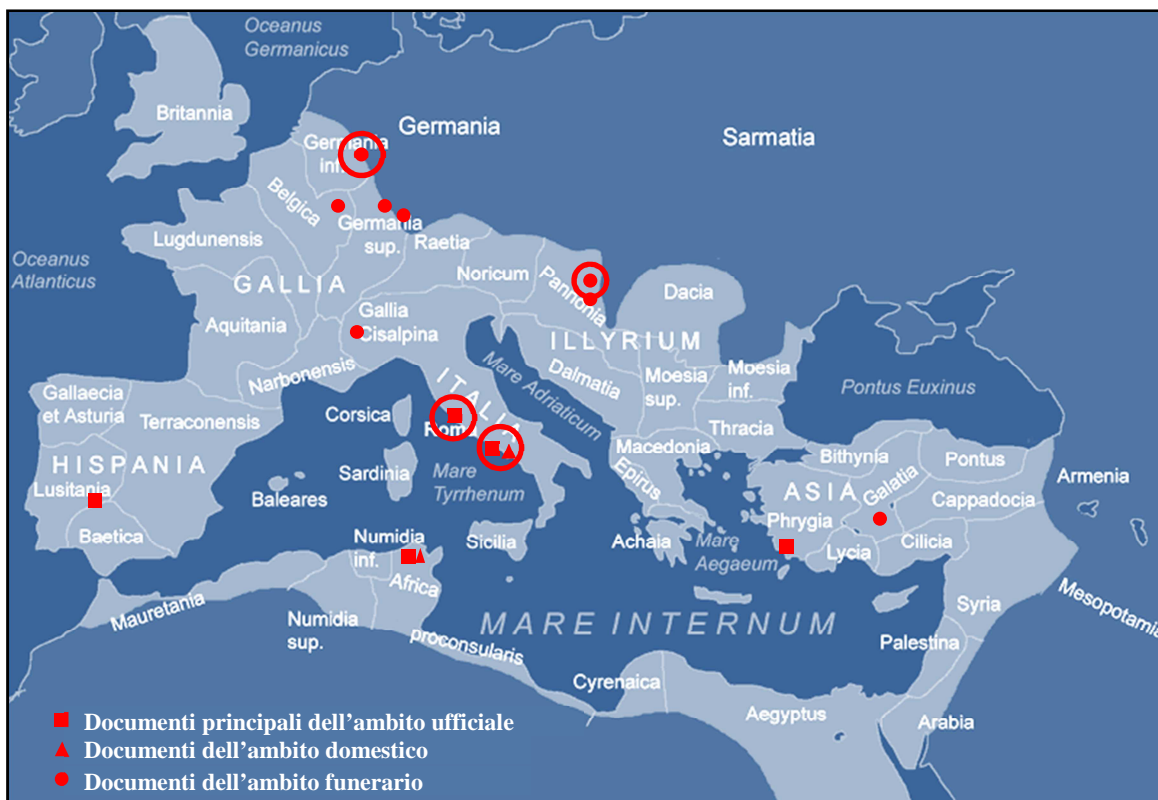 Oceanus
Germanicus
Britannia
Germania
Sarmatia
Germania
inf.
Belgica
Germania
sup.
Lugdunensis
Raetia
Oceanus
Atlanticus
Noricum
Pannonia
GALLIA
Dacia
Gallia
Cisalpina
Aquitania
ILLYRIUM
Narbonensis
Dalmatia
Moesia
sup.
Moesia
inf.
Pontus Euxinus
Gallaecia
et Asturia
Terraconensis
Corsica
ITALIA
Mare Adriaticum
Roma
Thracia
Macedonia
Epirus
Bithynia
Pontus
Armenia
HISPANIA
Lusitania
Sardinia
Mare
Tyrrhenum
Baleares
ASIA
Galatia
Cappadocia
Phrygia
Baetica
Numidia
inf.
Sicilia
Achaia
Mare
Aegaeum
Lycia
Cilicia
Africa
Mauretania
Numidia
sup.
proconsularis
MARE INTERNUM
Syria
Mesopotamia
Palestina
Cyrenaica
Aegyptus
Arabia
Documenti principali dell’ambito ufficiale
Documenti dell’ambito domestico
Documenti dell’ambito funerario